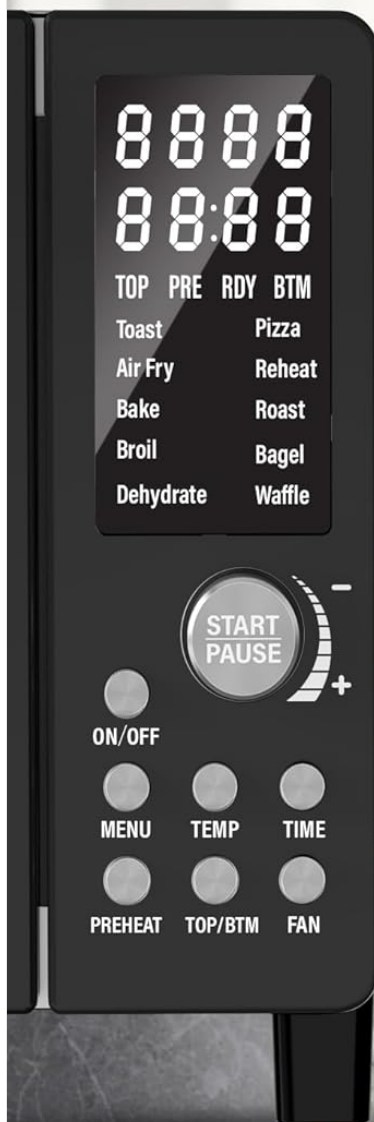 8888
88:88
TOP PRE RDY BTM
Toast Pizza
Air Fry Reheat
Bake Roast
Broil Bagel
Dehydrate Waffle
−
START
PAUSE
+
ON/OFF
MENU TEMP TIME
PREHEAT TOP/BTM FAN